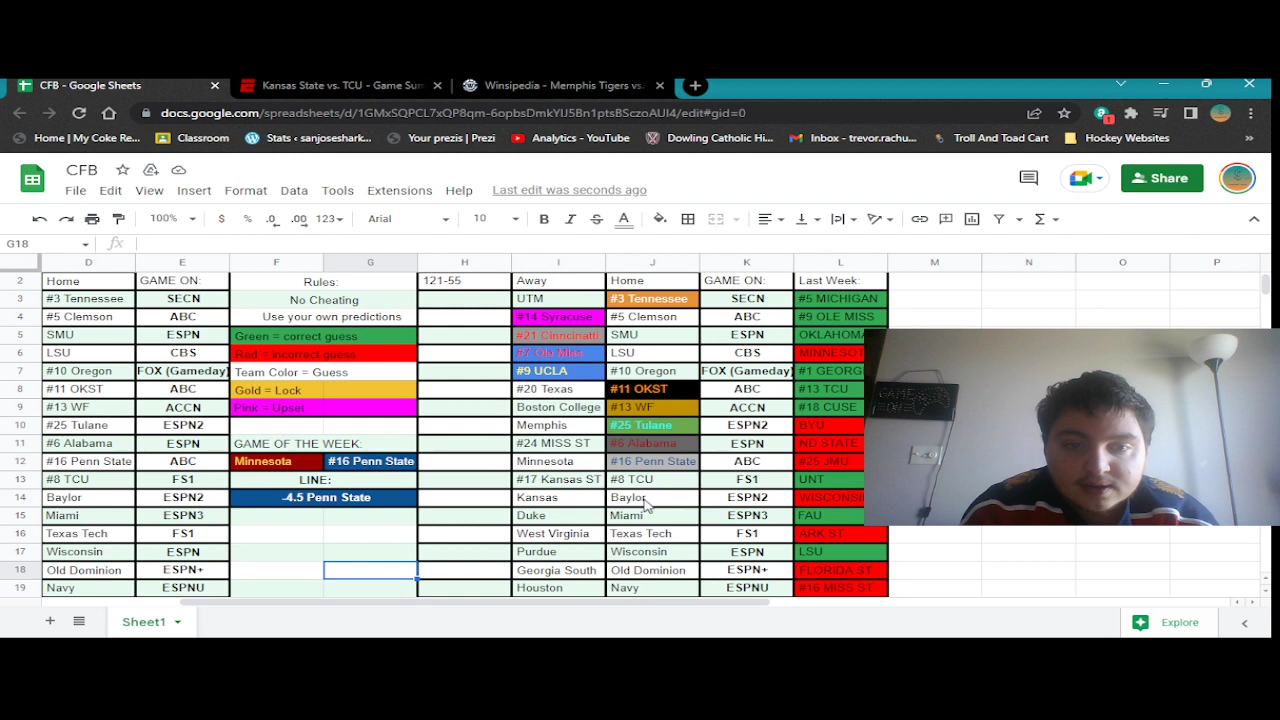 CFB - Google Sheets × Kansas State vs. TCU - Game Sum × Winsipedia - Memphis Tigers vs. × +
docs.google.com/spreadsheets/d/1GMxSQPCL7xQP8qm-6opbsDmkYlJ5Bn1ptsBSczoAUI4/edit#gid=0
Home | My Coke Re... Classroom Stats ‹ sanjoseshark... Your prezis | Prezi Analytics - YouTube Dowling Catholic Hi... Inbox - trevor.rachu... Troll And Toad Cart Hockey Websites
CFB
File Edit View Insert Format Data Tools Extensions Help Last edit was seconds ago
Share
100% $ % .0 .00 123 Arial 10 B I S A
G18 fx
D E F G H I J K L M N O P
2 Home GAME ON: Rules: 121-55 Away Home GAME ON: Last Week:
3 #3 Tennessee SECN No Cheating UTM #3 Tennessee SECN #5 MICHIGAN
4 #5 Clemson ABC Use your own predictions #14 Syracuse #5 Clemson ABC #9 OLE MISS
5 SMU ESPN Green = correct guess #21 Cinncinatti SMU ESPN OKLAHOMA
6 LSU CBS Red = incorrect guess #7 Ole Miss LSU CBS MINNESOT
7 #10 Oregon FOX (Gameday) Team Color = Guess #9 UCLA #10 Oregon FOX (Gameday) #1 GEORG
8 #11 OKST ABC Gold = Lock #20 Texas #11 OKST ABC #13 TCU
9 #13 WF ACCN Pink = Upset Boston College #13 WF ACCN #18 CUSE
10 #25 Tulane ESPN2 Memphis #25 Tulane ESPN2 BYU
11 #6 Alabama ESPN GAME OF THE WEEK: #24 MISS ST #6 Alabama ESPN ND STATE
12 #16 Penn State ABC Minnesota #16 Penn State Minnesota #16 Penn State ABC #25 JMU
13 #8 TCU FS1 LINE: #17 Kansas ST #8 TCU FS1 UNT
14 Baylor ESPN2 -4.5 Penn State Kansas Baylor ESPN2 WISCONSI
15 Miami ESPN3 Duke Miami ESPN3 FAU
16 Texas Tech FS1 West Virginia Texas Tech FS1 ARK ST
17 Wisconsin ESPN Purdue Wisconsin ESPN LSU
18 Old Dominion ESPN+ Georgia South Old Dominion ESPN+ FLORIDA ST
19 Navy ESPNU Houston Navy ESPNU #16 MISS ST
+ Sheet1 Explore